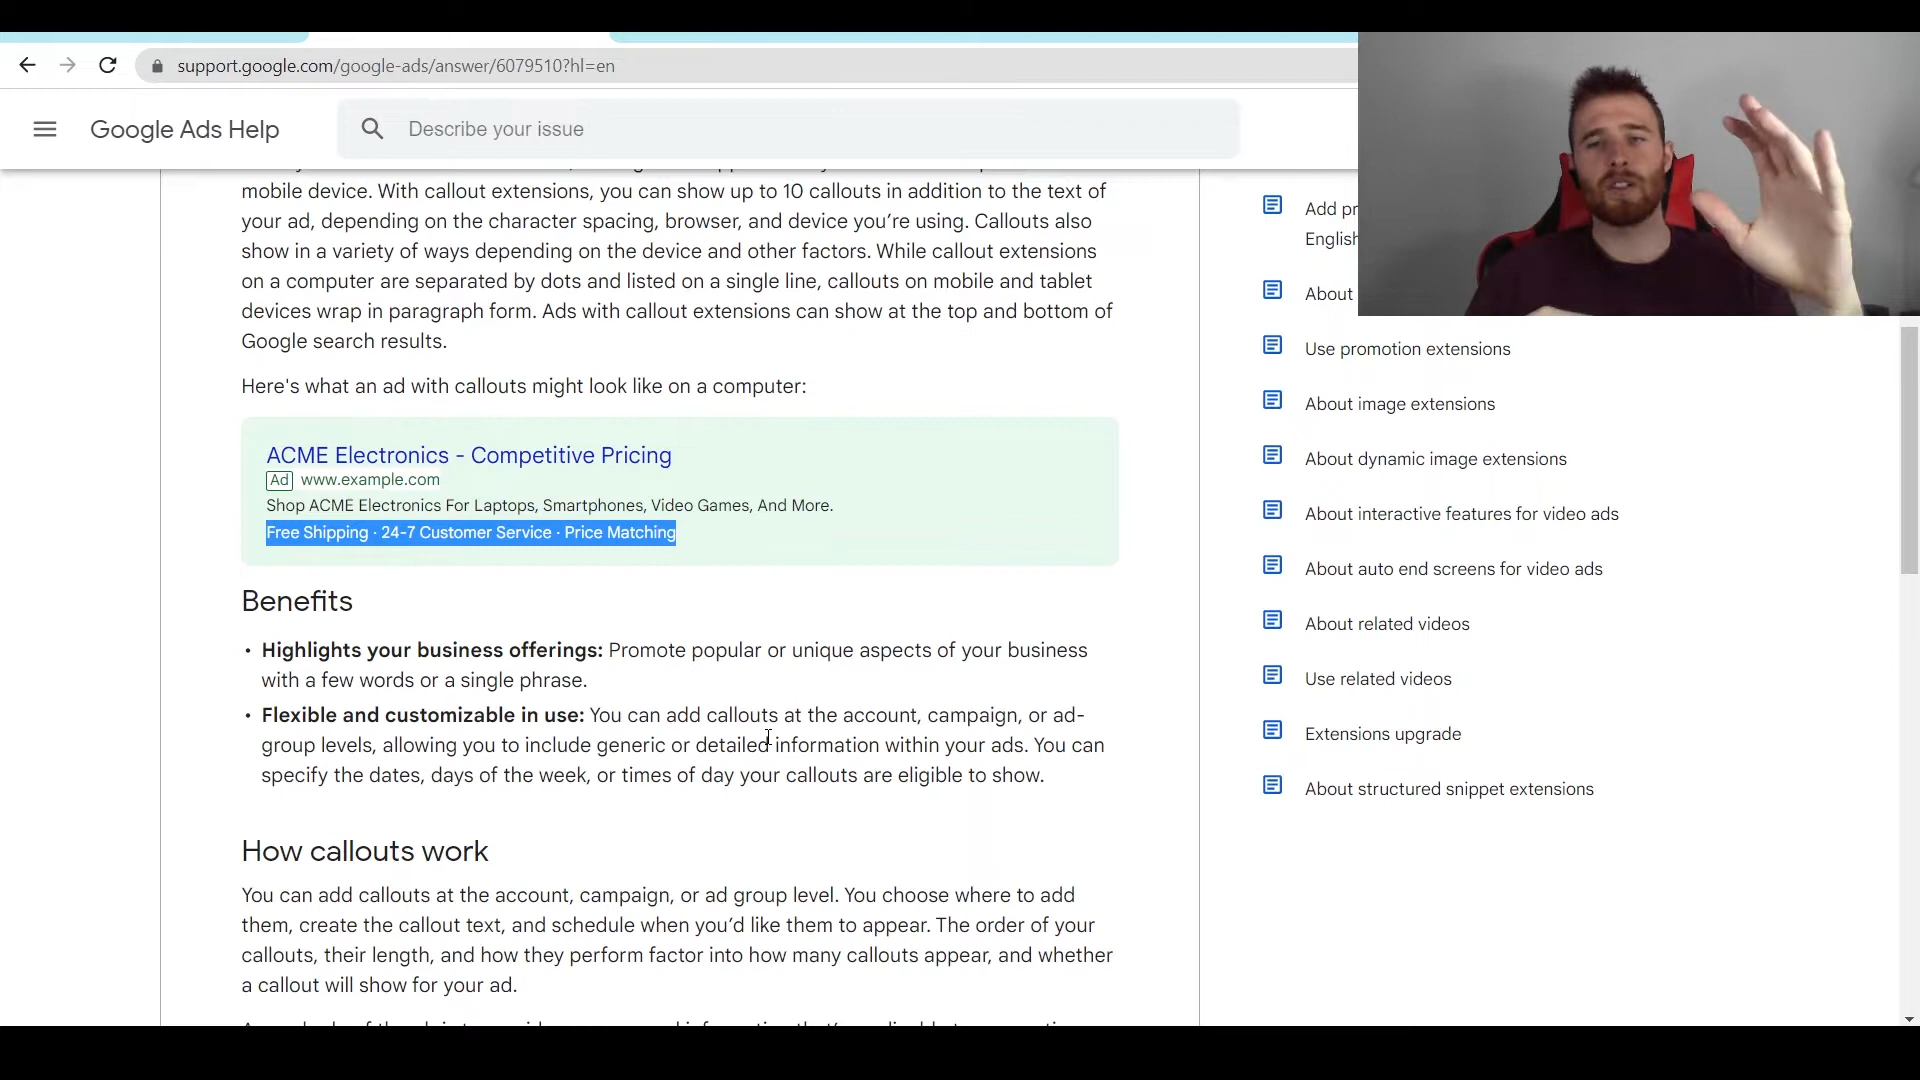 support.google.com/google-ads/answer/6079510?hl=en
Google Ads Help
Describe your issue
mobile device. With callout extensions, you can show up to 10 callouts in addition to the text of
your ad, depending on the character spacing, browser, and device you’re using. Callouts also
show in a variety of ways depending on the device and other factors. While callout extensions
on a computer are separated by dots and listed on a single line, callouts on mobile and tablet
devices wrap in paragraph form. Ads with callout extensions can show at the top and bottom of
Google search results.
Here's what an ad with callouts might look like on a computer:
ACME Electronics - Competitive Pricing
Ad www.example.com
Shop ACME Electronics For Laptops, Smartphones, Video Games, And More.
Free Shipping · 24-7 Customer Service · Price Matching
Benefits
• Highlights your business offerings: Promote popular or unique aspects of your business
with a few words or a single phrase.
• Flexible and customizable in use: You can add callouts at the account, campaign, or ad-
group levels, allowing you to include generic or detailed information within your ads. You can
specify the dates, days of the week, or times of day your callouts are eligible to show.
How callouts work
You can add callouts at the account, campaign, or ad group level. You choose where to add
them, create the callout text, and schedule when you’d like them to appear. The order of your
callouts, their length, and how they perform factor into how many callouts appear, and whether
a callout will show for your ad.
Add pr
English
About
Use promotion extensions
About image extensions
About dynamic image extensions
About interactive features for video ads
About auto end screens for video ads
About related videos
Use related videos
Extensions upgrade
About structured snippet extensions